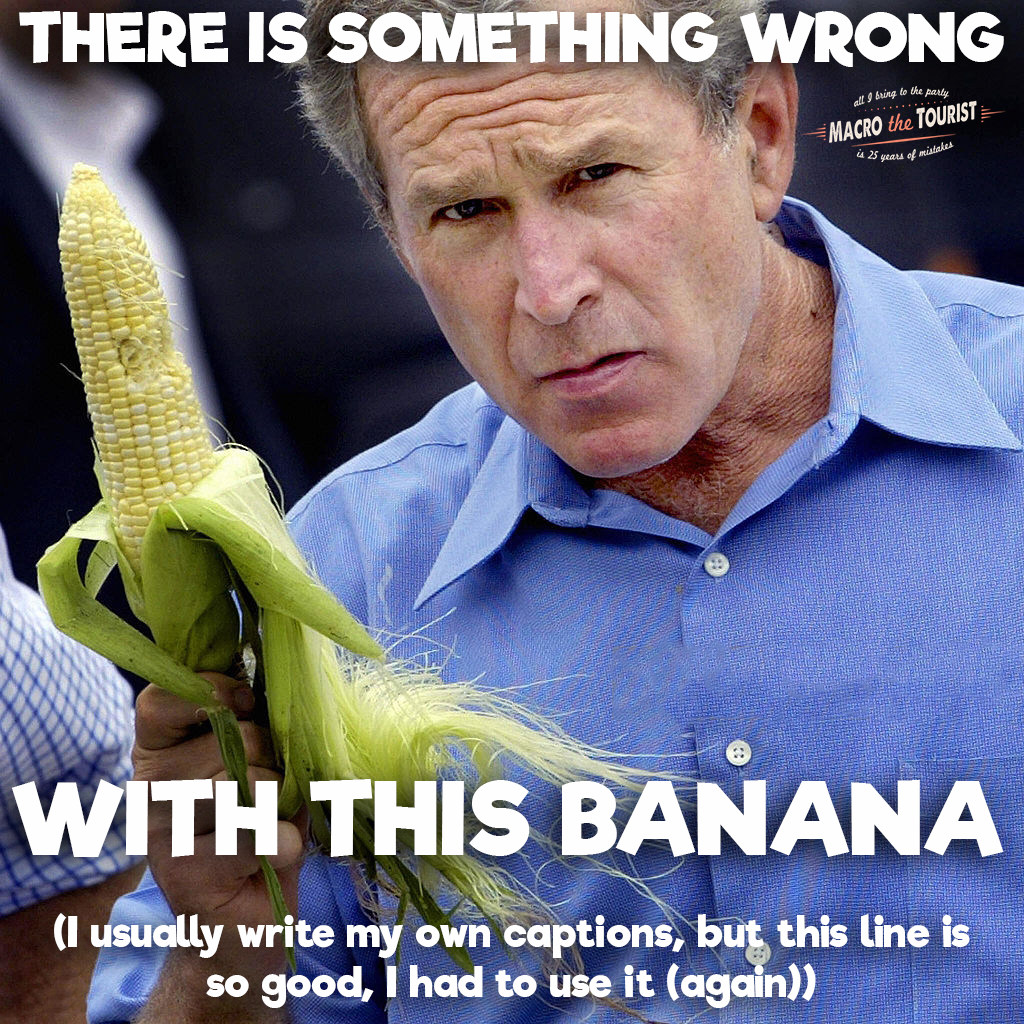 THERE IS SOMETHING WRONG
all I bring to the party
MACRO the TOURIST
is 25 years of mistakes
WITH THIS BANANA
(I usually write my own captions, but this line is
so good, I had to use it (again))